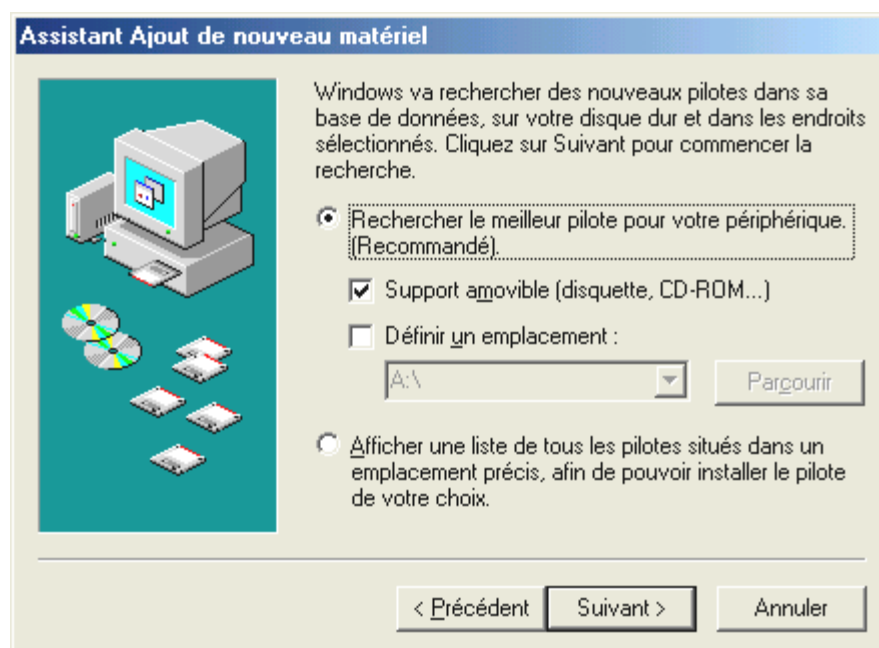 Assistant Ajout de nouveau matériel
Windows va rechercher des nouveaux pilotes dans sa
base de données, sur votre disque dur et dans les endroits
sélectionnés. Cliquez sur Suivant pour commencer la
recherche.
Rechercher le meilleur pilote pour votre périphérique.
(Recommandé).
Support amovible (disquette, CD-ROM...)
Définir un emplacement :
A:\
Parcourir
Afficher une liste de tous les pilotes situés dans un
emplacement précis, afin de pouvoir installer le pilote
de votre choix.
< Précédent
Suivant >
Annuler